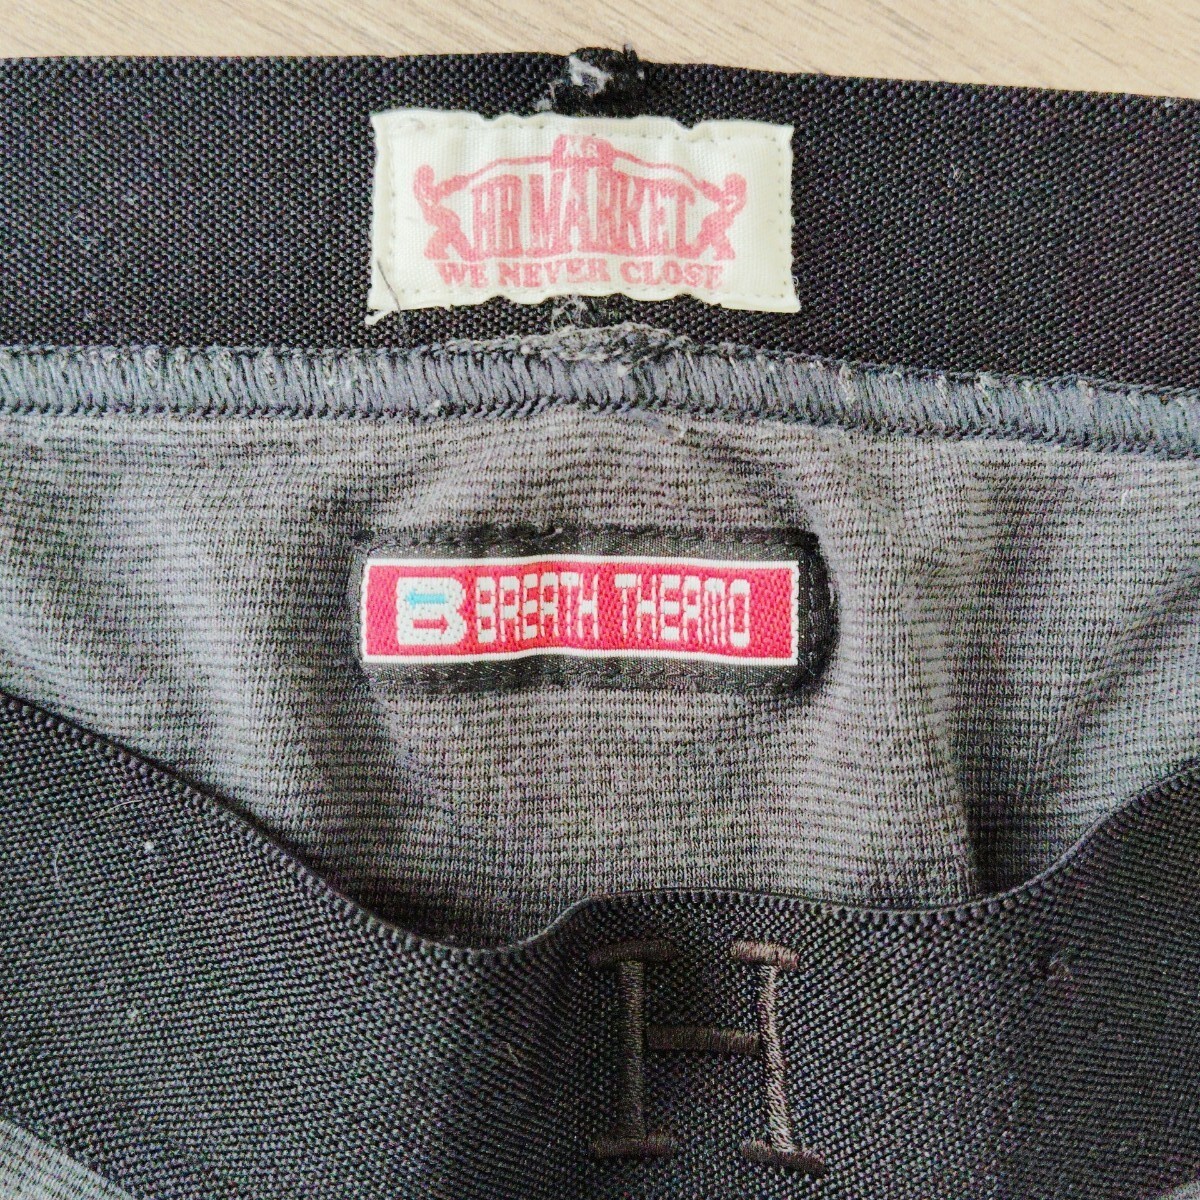 HR MARKET
WE NEVER CLOSE
B BREATH THERMO
H